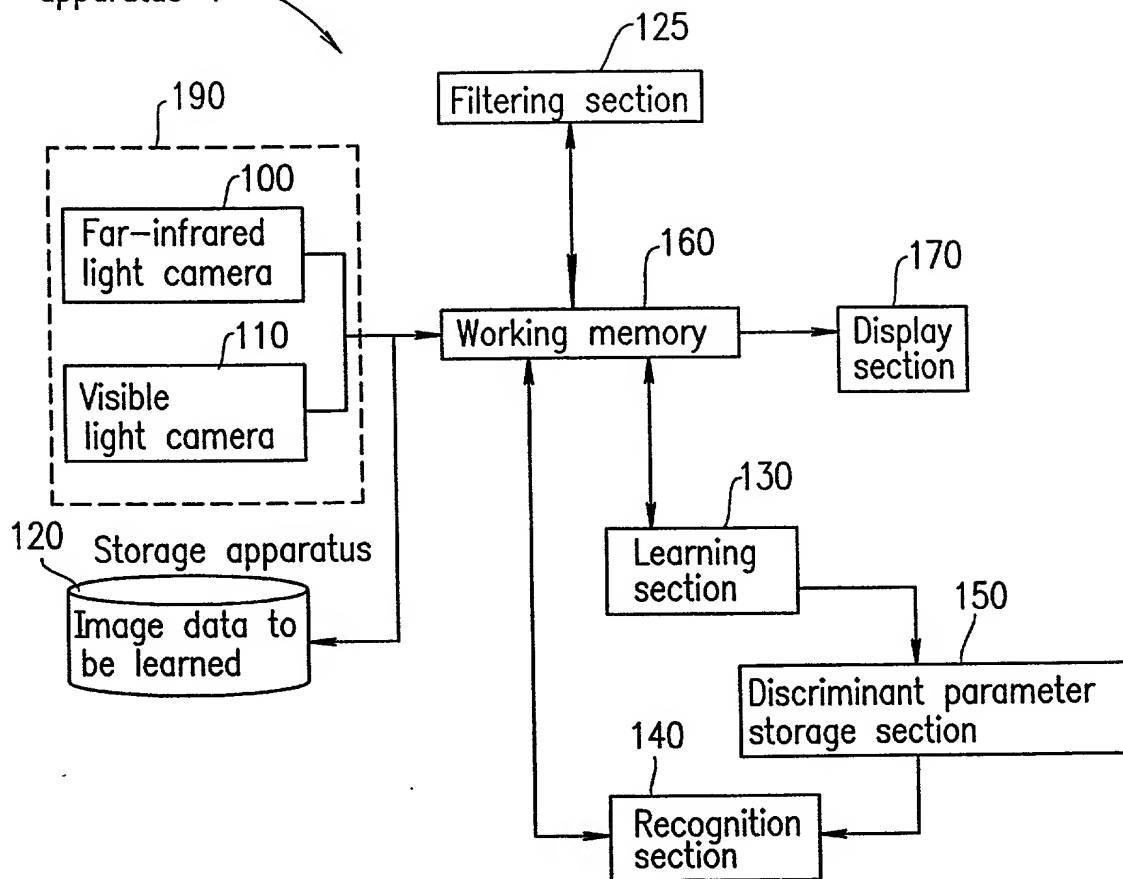 apparatus
125
Filtering section
190
100
Far-infrared
light camera
160
170
Working memory
Display
section
110
Visible
light camera
130
120
Storage apparatus
Learning
section
Image data to
be learned
150
Discriminant parameter
storage section
140
Recognition
section